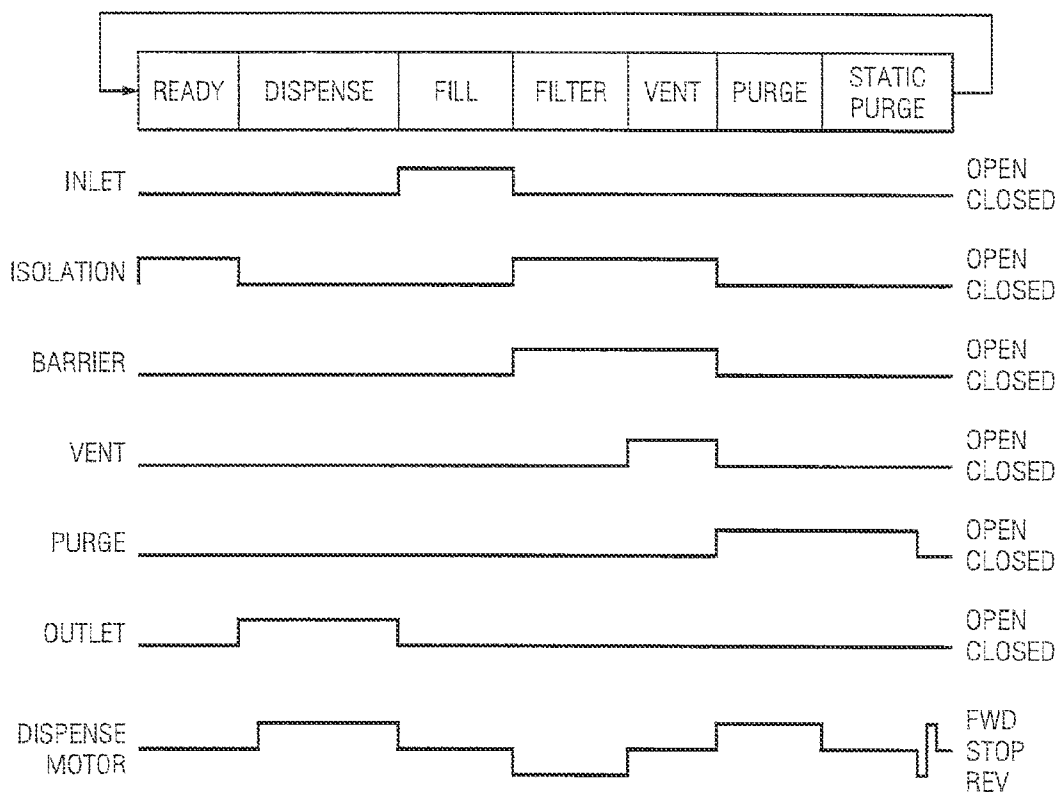 READY DISPENSE FILL FILTER VENT PURGE STATIC PURGE
INLET OPEN CLOSED
ISOLATION OPEN CLOSED
BARRIER OPEN CLOSED
VENT OPEN CLOSED
PURGE OPEN CLOSED
OUTLET OPEN CLOSED
DISPENSE MOTOR FWD STOP REV